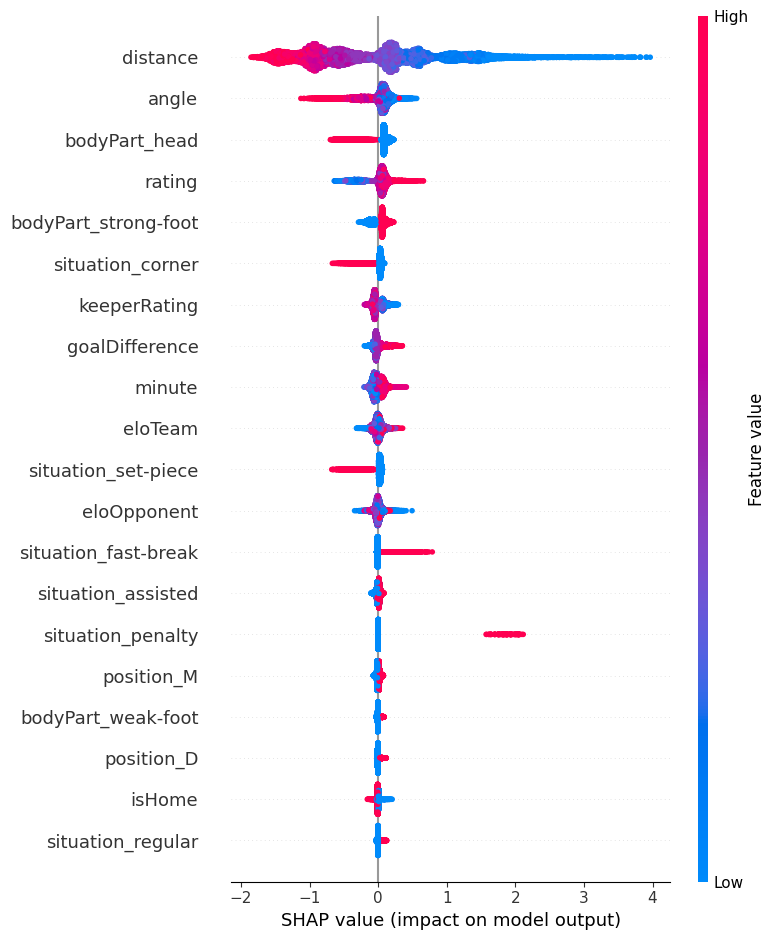 High
distance
angle
bodyPart_head
rating
bodyPart_strong-foot
situation_corner
keeperRating
goalDifference
minute
eloTeam
situation_set-piece
eloOpponent
situation_fast-break
situation_assisted
situation_penalty
position_M
bodyPart_weak-foot
position_D
isHome
situation_regular
Feature value
Low
−2 −1 0 1 2 3 4
SHAP value (impact on model output)